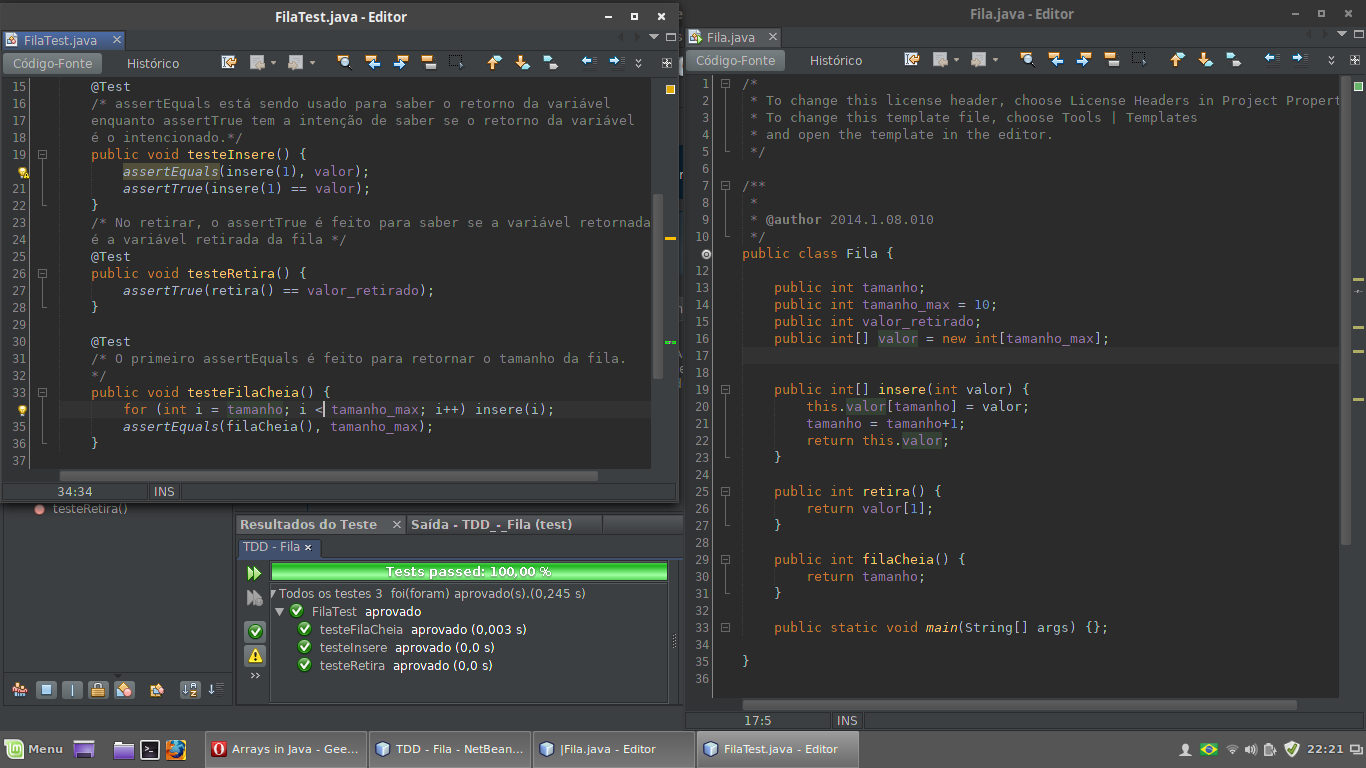 FilaTest.java - Editor
FilaTest.java
Código-Fonte
Histórico
15 @Test
16 /* assertEquals está sendo usado para saber o retorno da variável
17 enquanto assertTrue tem a intenção de saber se o retorno da variável
18 é o intencionado.*/
19 public void testeInsere() {
assertEquals(insere(1), valor);
21 assertTrue(insere(1) == valor);
22 }
23 /* No retirar, o assertTrue é feito para saber se a variável retornada
24 é a variável retirada da fila */
25 @Test
26 public void testeRetira() {
27 assertTrue(retira() == valor_retirado);
28 }
29
30 @Test
31 /* O primeiro assertEquals é feito para retornar o tamanho da fila.
32 */
33 public void testeFilaCheia() {
for (int i = tamanho; i < tamanho_max; i++) insere(i);
35 assertEquals(filaCheia(), tamanho_max);
36 }
37
34:34 INS
testeRetira()
Resultados do Teste
Saída - TDD_-_Fila (test)
TDD - Fila
Tests passed: 100,00 %
Todos os testes 3 foi(foram) aprovado(s).(0,245 s)
FilaTest aprovado
testeFilaCheia aprovado (0,003 s)
testeInsere aprovado (0,0 s)
testeRetira aprovado (0,0 s)
Fila.java - Editor
Fila.java
Código-Fonte
Histórico
1 /*
2 * To change this license header, choose License Headers in Project Propert
3 * To change this template file, choose Tools | Templates
4 * and open the template in the editor.
5 */
6
7 /**
8 *
9 * @author 2014.1.08.010
10 */
public class Fila {
12
13 public int tamanho;
14 public int tamanho_max = 10;
15 public int valor_retirado;
16 public int[] valor = new int[tamanho_max];
17
18
19 public int[] insere(int valor) {
20 this.valor[tamanho] = valor;
21 tamanho = tamanho+1;
22 return this.valor;
23 }
24
25 public int retira() {
26 return valor[1];
27 }
28
29 public int filaCheia() {
30 return tamanho;
31 }
32
33 public static void main(String[] args) {};
34
35 }
36
17:5 INS
Menu
Arrays in Java - Gee...
TDD - Fila - NetBean...
|Fila.java - Editor
FilaTest.java - Editor
22:21